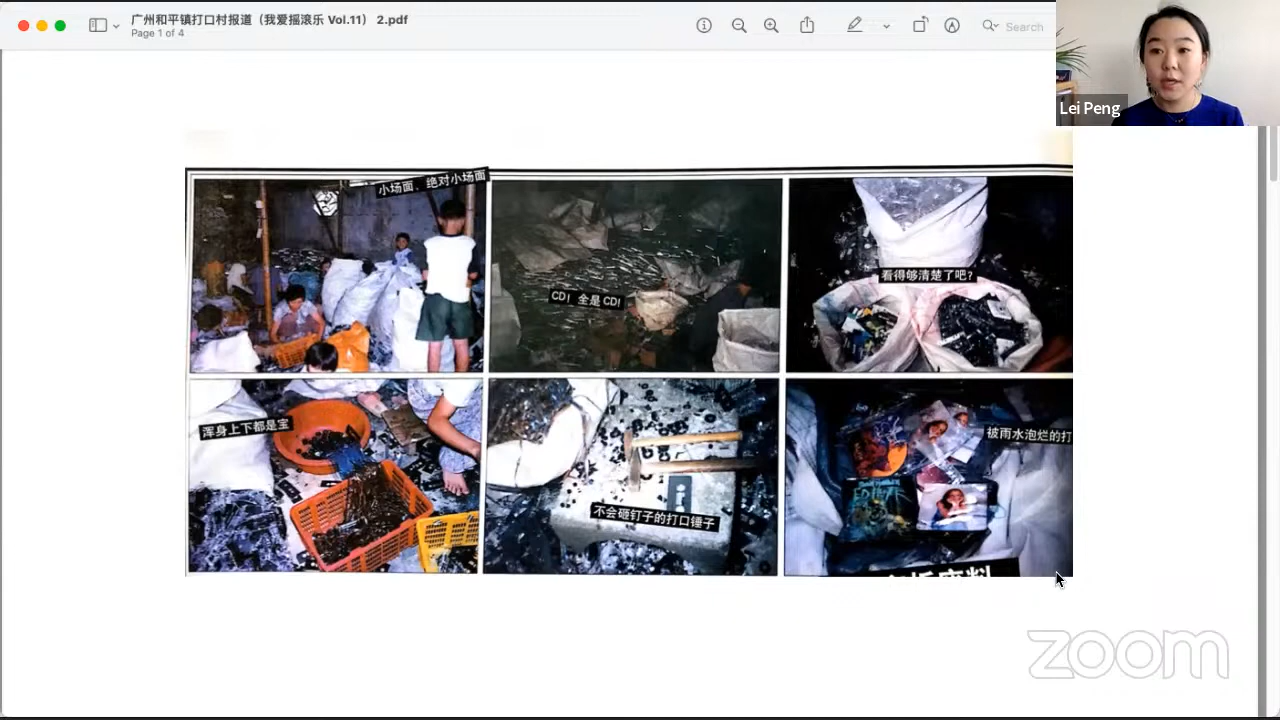 广州和平镇打口村报道（我爱摇滚乐 Vol.11） 2.pdf
Page 1 of 4
Search
Lei Peng
小场面、绝对小场面
CD！全是CD！
看得够清楚了吧？
浑身上下都是宝
不会砸钉子的打口锤子
被雨水泡烂的打
zoom